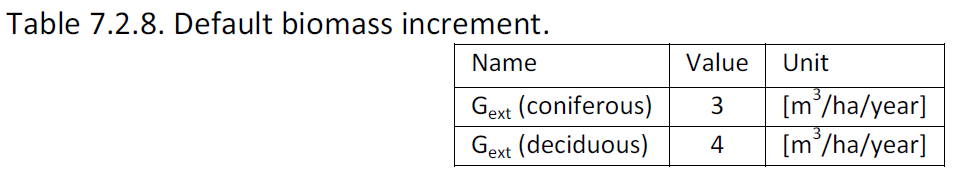 Table 7.2.8. Default biomass increment.
Name Value Unit
Gext (coniferous) 3 [m³/ha/year]
Gext (deciduous) 4 [m³/ha/year]